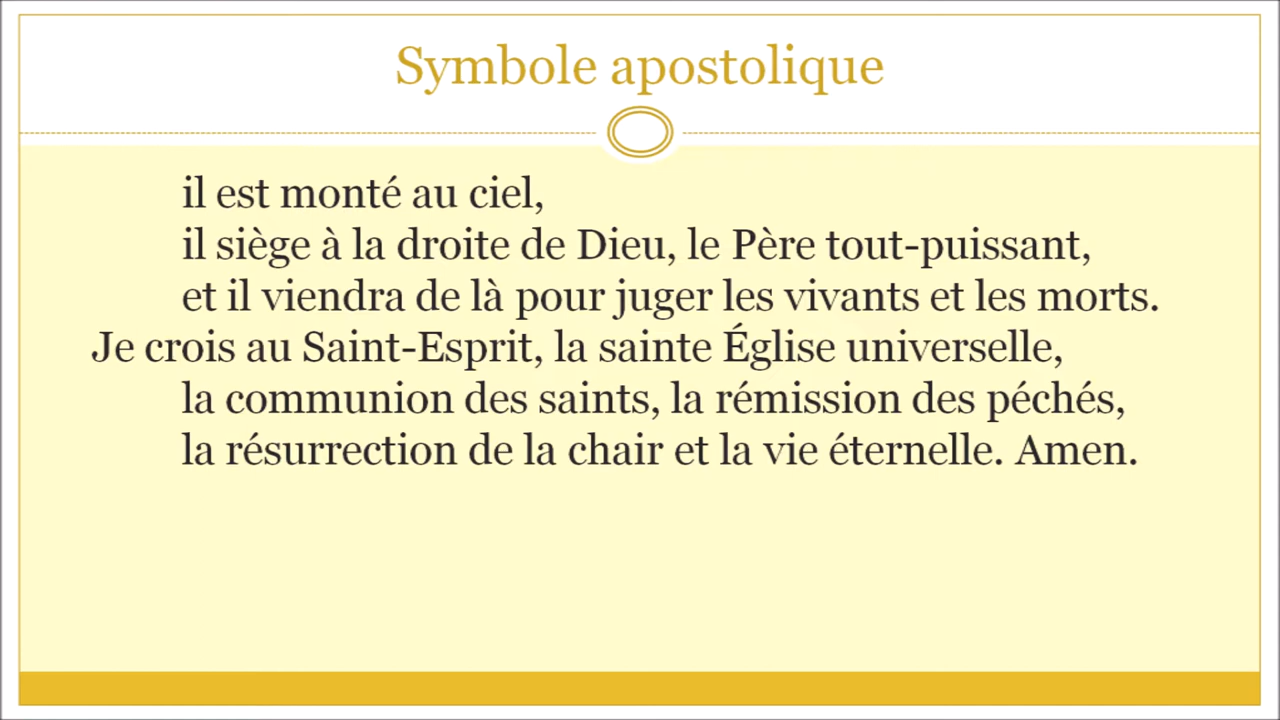 Symbole apostolique
il est monté au ciel,
il siège à la droite de Dieu, le Père tout-puissant,
et il viendra de là pour juger les vivants et les morts.
Je crois au Saint-Esprit, la sainte Église universelle,
la communion des saints, la rémission des péchés,
la résurrection de la chair et la vie éternelle. Amen.